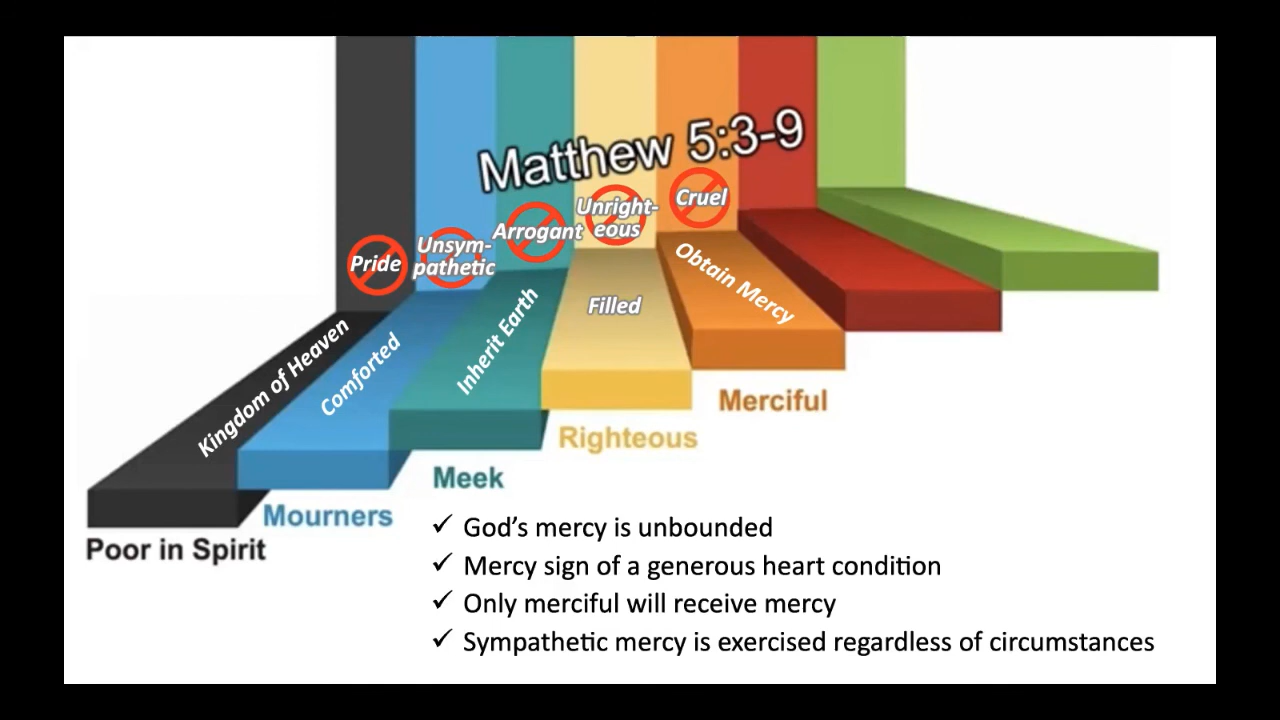 Matthew 5:3-9
Pride
Unsym-
pathetic
Arrogant
Unright-
eous
Cruel
Kingdom of Heaven
Comforted
Inherit Earth
Filled
Obtain Mercy
Poor in Spirit
Mourners
Meek
Righteous
Merciful
✓ God’s mercy is unbounded
✓ Mercy sign of a generous heart condition
✓ Only merciful will receive mercy
✓ Sympathetic mercy is exercised regardless of circumstances